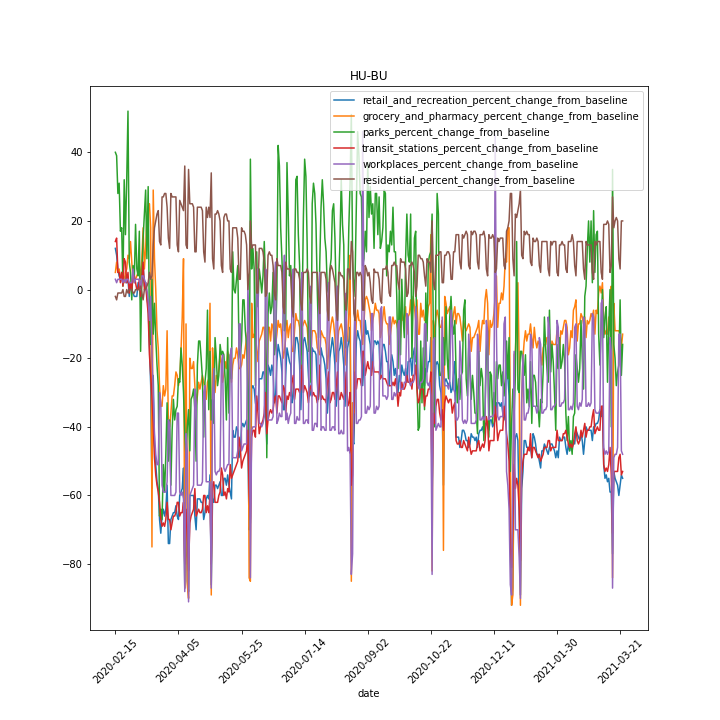 HU-BU
retail_and_recreation_percent_change_from_baseline
grocery_and_pharmacy_percent_change_from_baseline
parks_percent_change_from_baseline
transit_stations_percent_change_from_baseline
workplaces_percent_change_from_baseline
residential_percent_change_from_baseline
40
20
0
−20
−40
−60
−80
2020-02-15 2020-04-05 2020-05-25 2020-07-14 2020-09-02 2020-10-22 2020-12-11 2021-01-30 2021-03-21
date